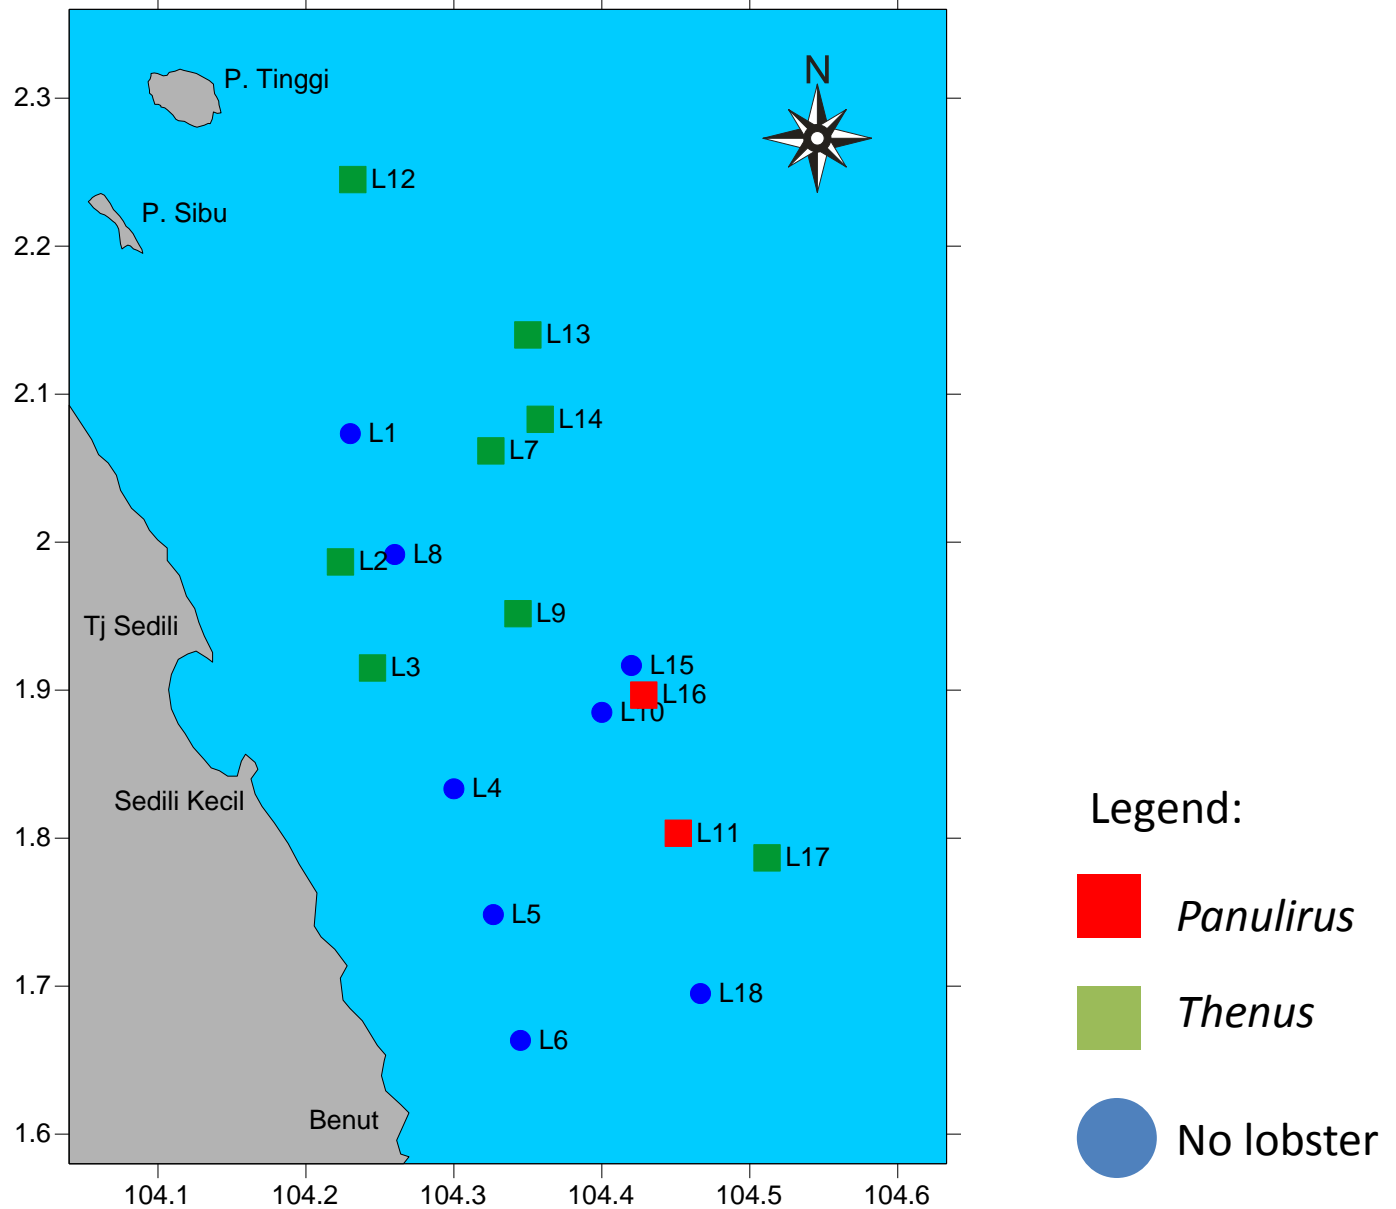 N
P. Tinggi
2.3
L12
P. Sibu
2.2
L13
2.1
L14
L1
L7
2
L8
L2
L9
Tj Sedili
L3
L15
1.9
L16
L10
L4
Sedili Kecil
Legend:
1.8
L11
L17
Panulirus
L5
1.7
L18
Thenus
L6
Benut
1.6
No lobster
104.1 104.2 104.3 104.4 104.5 104.6